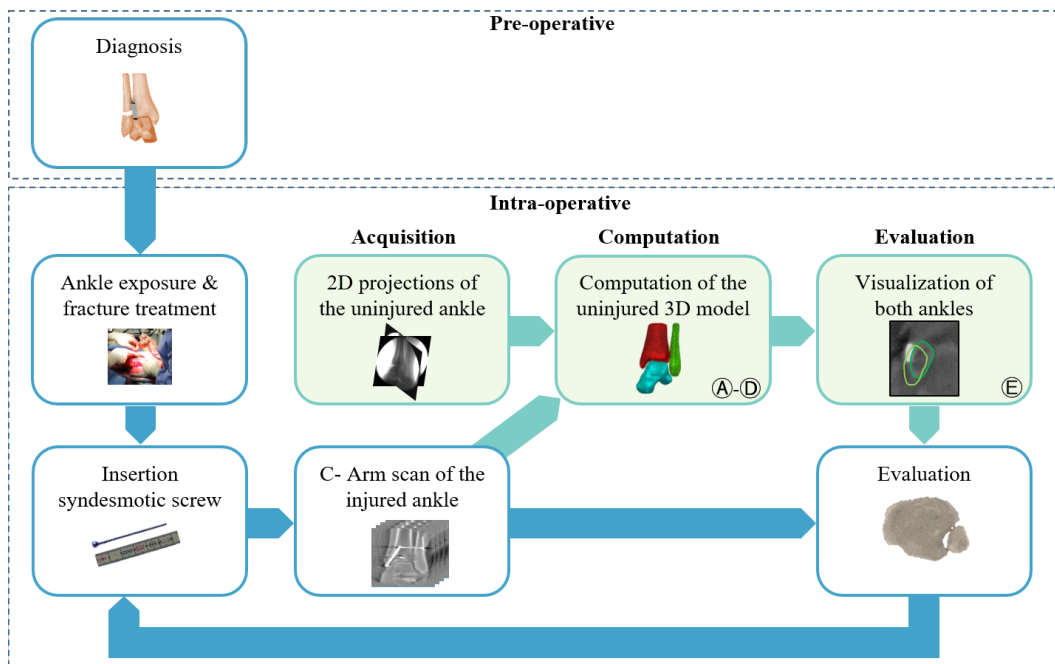 Pre-operative
Diagnosis
Intra-operative
Acquisition
Computation
Evaluation
Ankle exposure &
fracture treatment
2D projections of
the uninjured ankle
Computation of the
uninjured 3D model
Ⓐ-Ⓓ
Visualization of
both ankles
Ⓔ
Insertion
syndesmotic screw
C- Arm scan of the
injured ankle
Evaluation